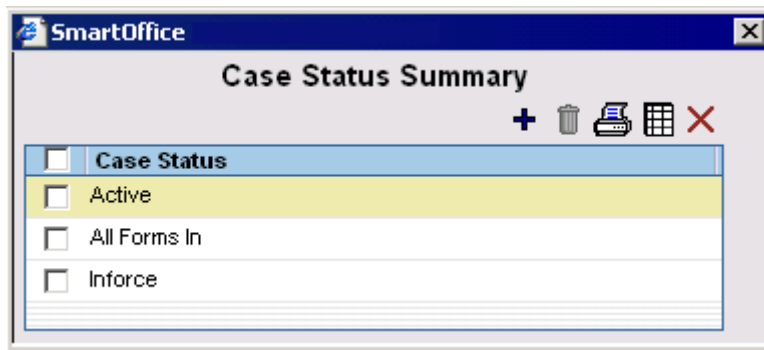 SmartOffice
Case Status Summary
Case Status
Active
All Forms In
Inforce